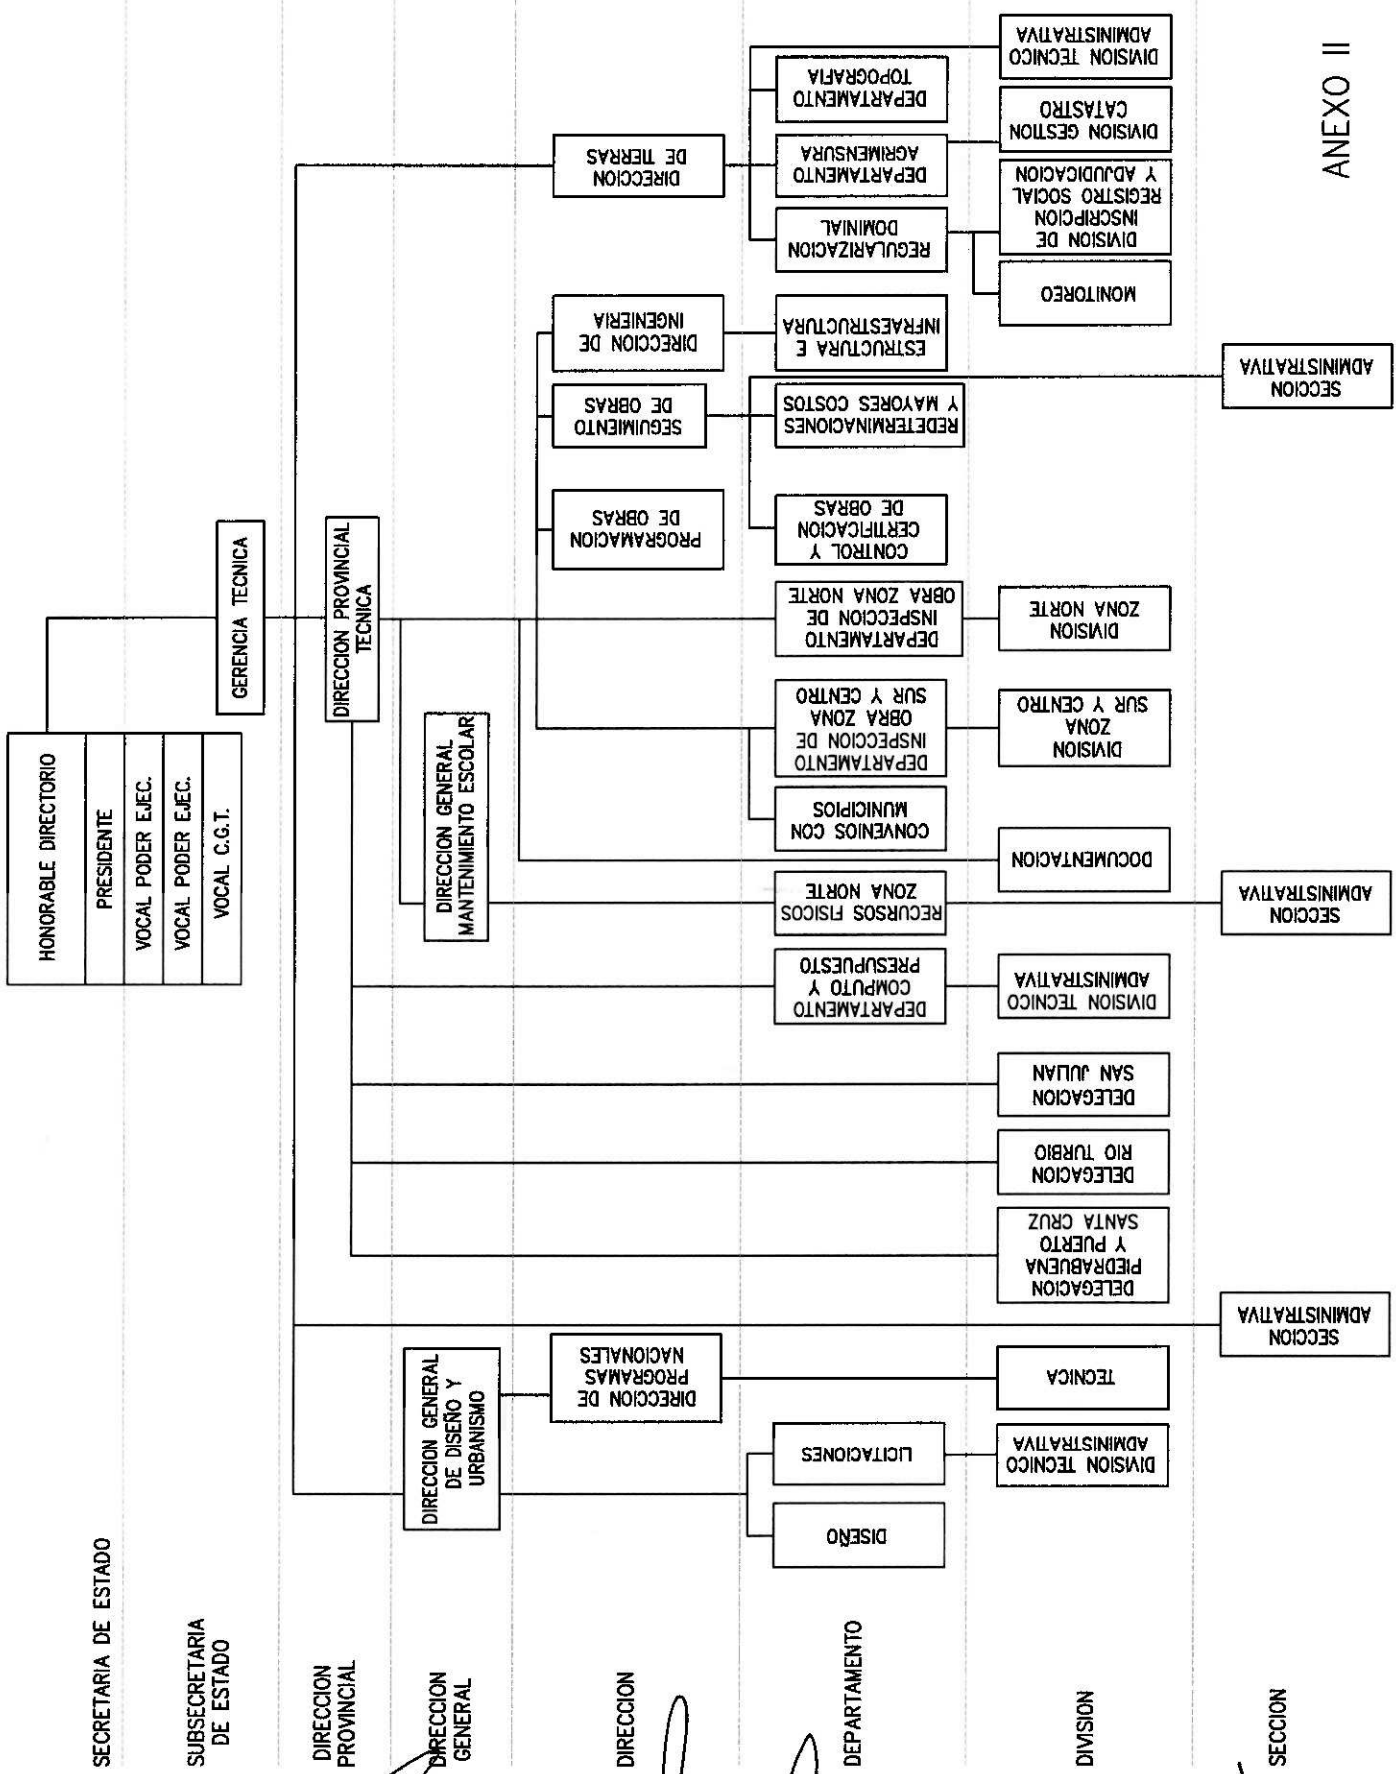 SECRETARIA DE ESTADO
SUBSECRETARIA
DE ESTADO
DIRECCION
PROVINCIAL
DIRECCION
GENERAL
DIRECCION
DEPARTAMENTO
DIVISION
SECCION
HONORABLE DIRECTORIO
PRESIDENTE
VOCAL PODER EJEC.
VOCAL PODER EJEC.
VOCAL C.G.T.
GERENCIA TECNICA
DIRECCION PROVINCIAL
TECNICA
DIRECCION GENERAL
DE DISEÑO Y
URBANISMO
DIRECCION GENERAL
MANTENIMIENTO ESCOLAR
DIRECCION DE
PROGRAMAS
NACIONALES
PROGRAMACION
DE OBRAS
SEGUIMIENTO
DE OBRAS
DIRECCION DE
INGENIERIA
DIRECCION
DE TIERRAS
DISEÑO
LICITACIONES
DEPARTAMENTO
COMPUTO Y
PRESUPUESTO
RECURSOS FISICOS
ZONA NORTE
CONVENIOS CON
MUNICIPIOS
DEPARTAMENTO
INSPECCION DE
OBRA ZONA
SUR Y CENTRO
DEPARTAMENTO
INSPECCION DE
OBRA ZONA NORTE
CONTROL Y
CERTIFICACION
DE OBRAS
REDETERMINACIONES
Y MAYORES COSTOS
ESTRUCTURA E
INFRAESTRUCTURA
REGULARIZACION
DOMINIAL
DEPARTAMENTO
AGRIMENSURA
DEPARTAMENTO
TOPOGRAFIA
DIVISION TECNICO
ADMINISTRATIVA
TECNICA
DELEGACION
PIEDRABUENA
Y PUERTO
SANTA CRUZ
DELEGACION
RIO TURBIO
DELEGACION
SAN JULIAN
DIVISION TECNICO
ADMINISTRATIVA
DOCUMENTACION
DIVISION
ZONA
SUR Y CENTRO
DIVISION
ZONA NORTE
MONITOREO
DIVISION DE
INSCRIPCION
REGISTRO SOCIAL
Y ADJUDICACION
DIVISION GESTION
CATASTRO
DIVISION TECNICO
ADMINISTRATIVA
SECCION
ADMINISTRATIVA
SECCION
ADMINISTRATIVA
SECCION
ADMINISTRATIVA
ANEXO II